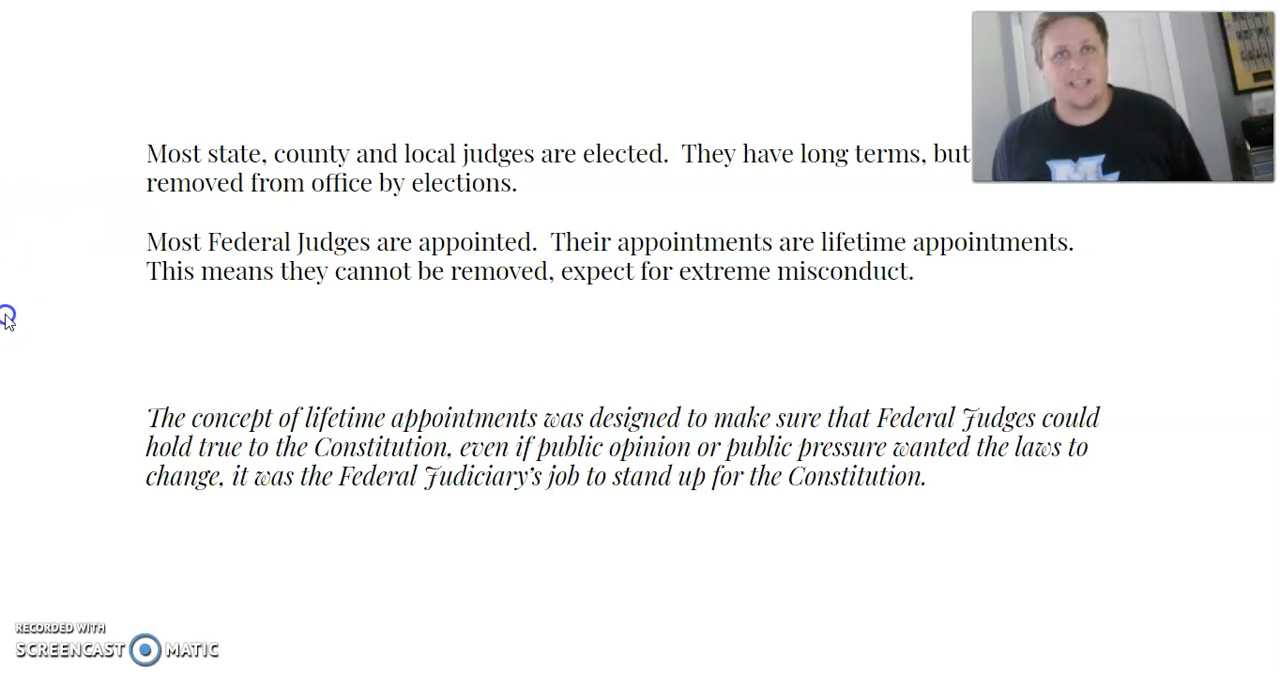 Most state, county and local judges are elected.  They have long terms, but
removed from office by elections.
Most Federal Judges are appointed.  Their appointments are lifetime appointments.
This means they cannot be removed, expect for extreme misconduct.
The concept of lifetime appointments was designed to make sure that Federal Judges could
hold true to the Constitution, even if public opinion or public pressure wanted the laws to
change, it was the Federal Judiciary’s job to stand up for the Constitution.
RECORDED WITH
SCREENCAST MATIC